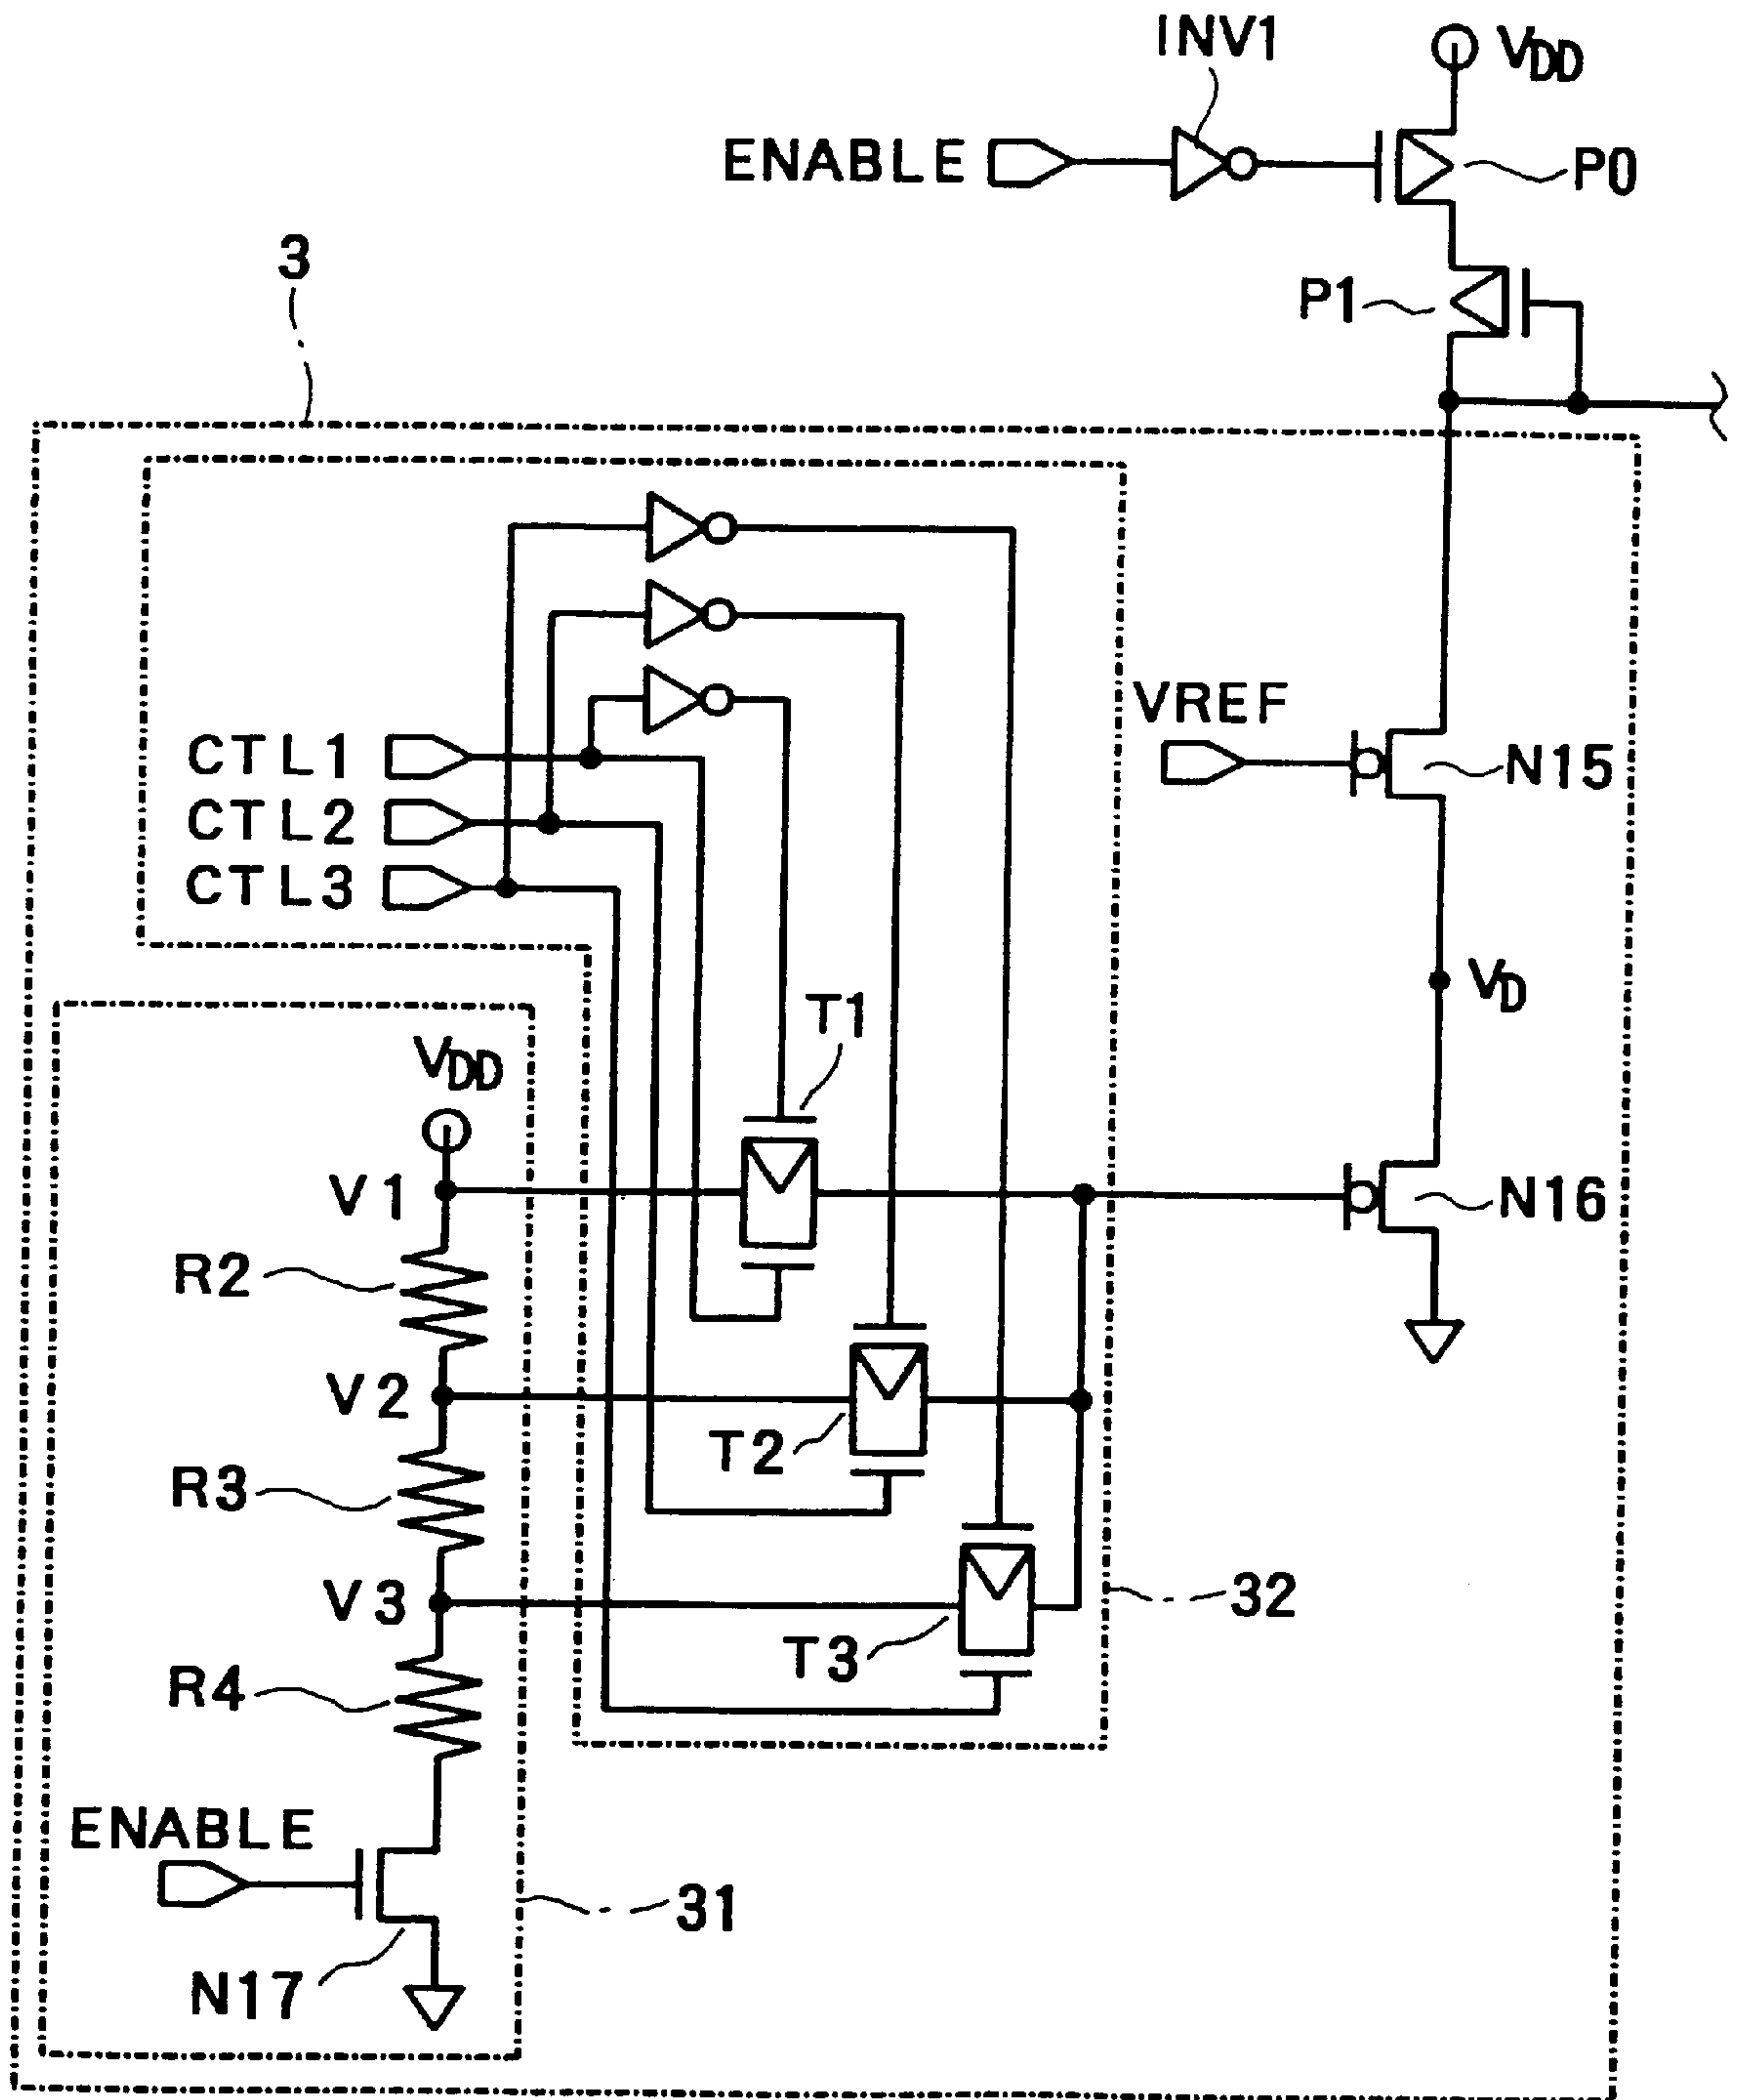 INV1
VDD
ENABLE
P0
3
P1
VREF
CTL1
N15
CTL2
CTL3
VD
T1
VDD
V1
N16
R2
V2
T2
R3
V3
32
T3
R4
ENABLE
31
N17